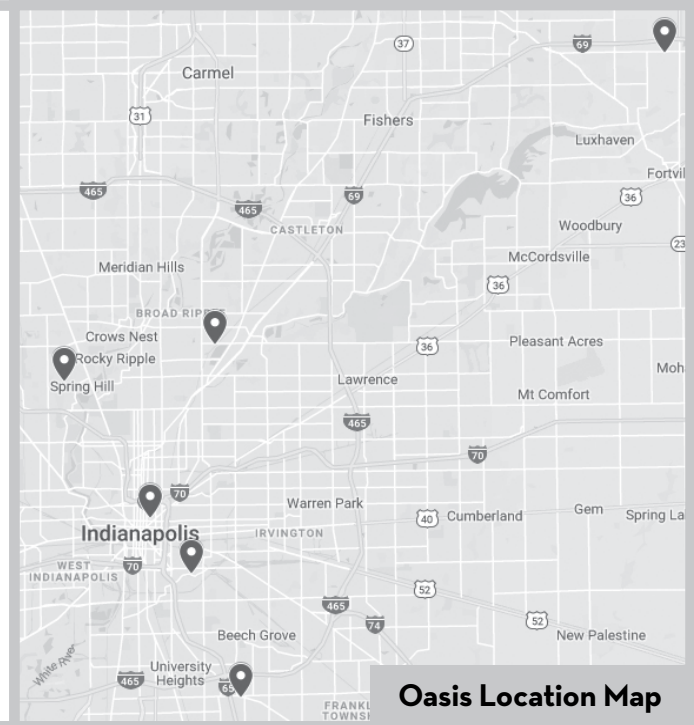 37
69
Carmel
31
Fishers
Luxhaven
Fortvil
465
69
36
465
CASTLETON
Woodbury
23
McCordsville
Meridian Hills
36
BROAD RIPP
Crows Nest
36
Pleasant Acres
Rocky Ripple
Moh
Spring Hill
Lawrence
Mt Comfort
465
70
70
Warren Park
40
Cumberland
Gem
Spring La
Indianapolis
IRVINGTON
WEST
INDIANAPOLIS
70
52
465
74
52
Beech Grove
New Palestine
White River
University
Heights
465
65
FRANKL
TOWNSH
Oasis Location Map